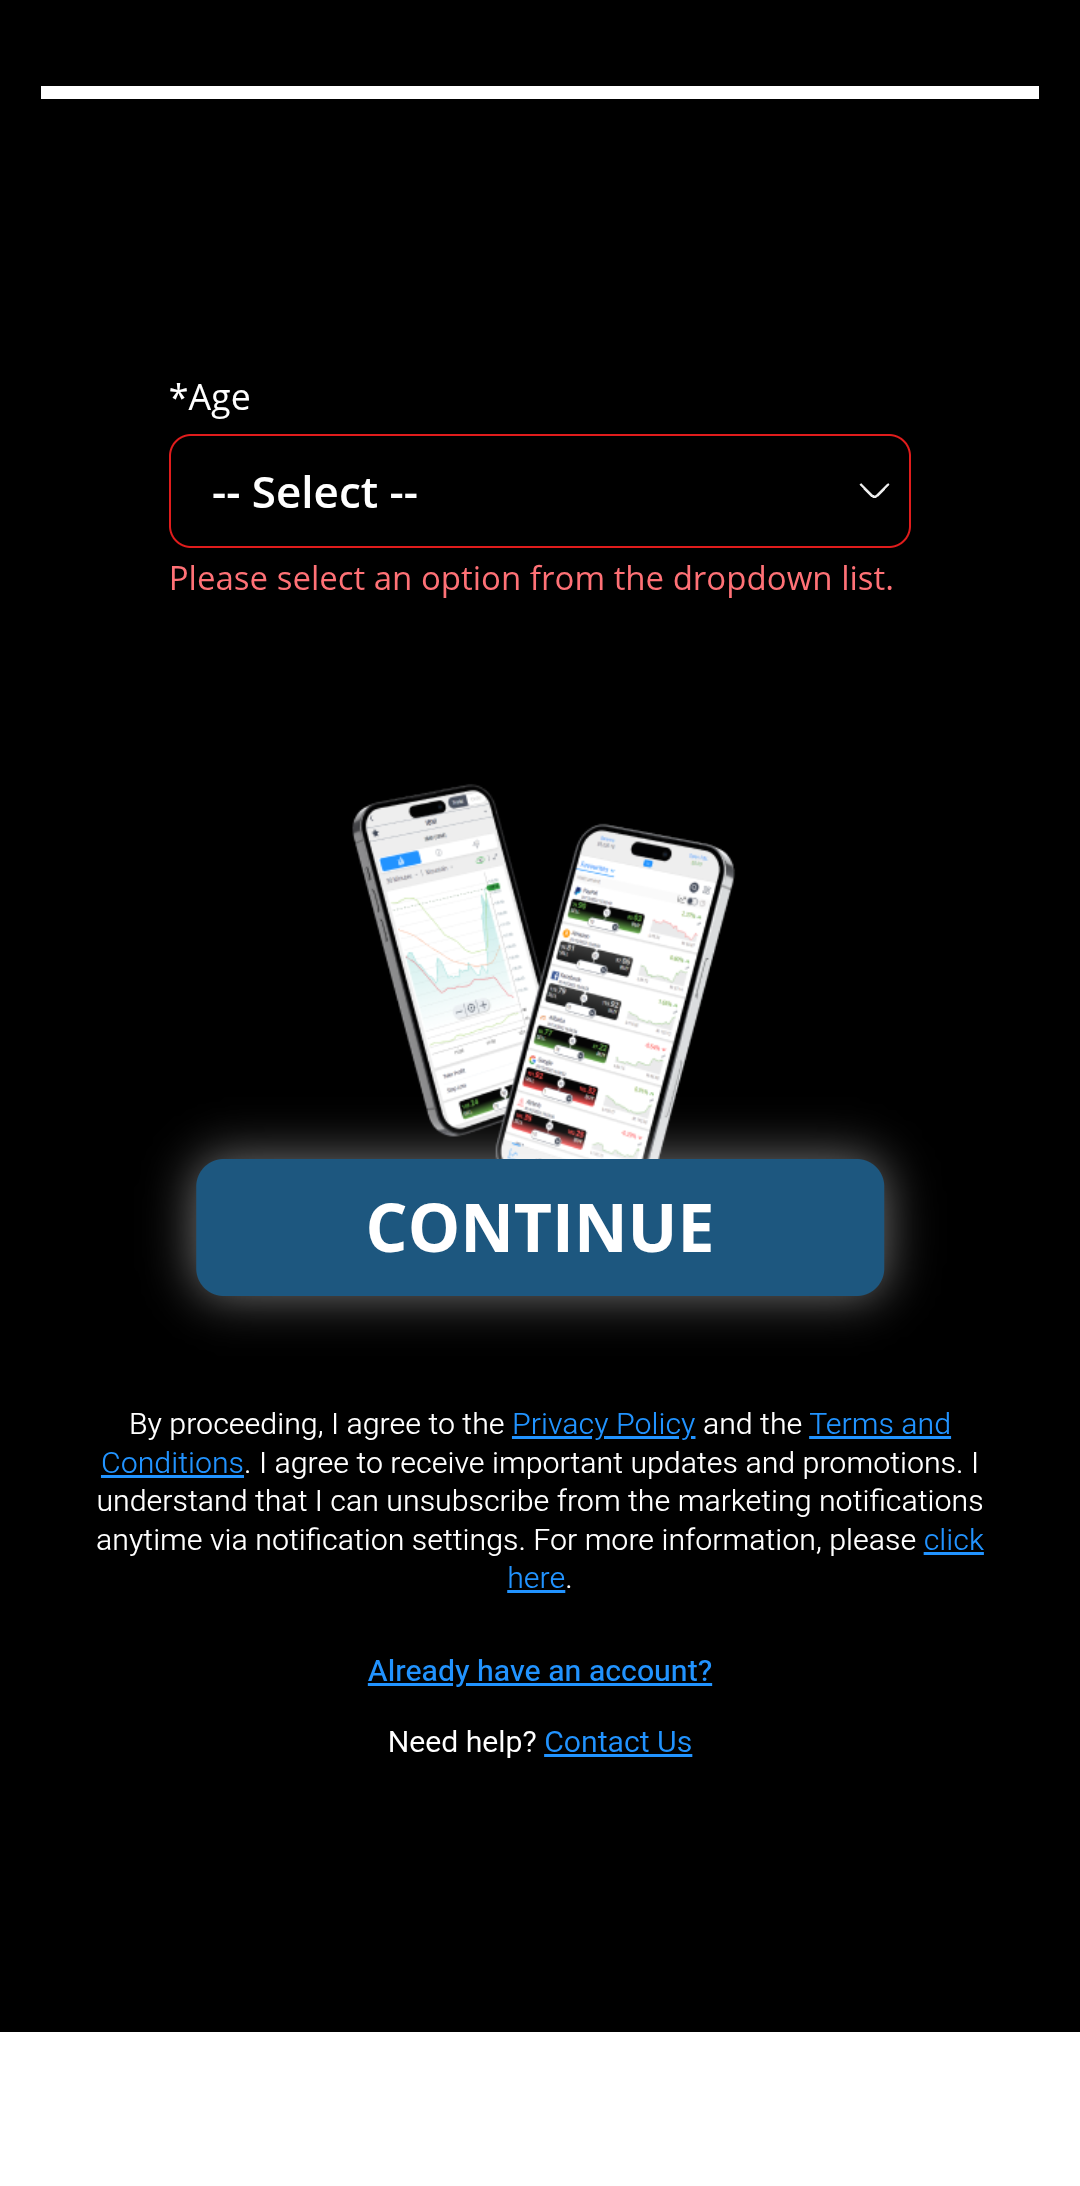 *Age
-- Select --
Please select an option from the dropdown list.
CONTINUE
By proceeding, I agree to the Privacy Policy and the Terms and
Conditions. I agree to receive important updates and promotions. I
understand that I can unsubscribe from the marketing notifications
anytime via notification settings. For more information, please click
here.
Already have an account?
Need help? Contact Us